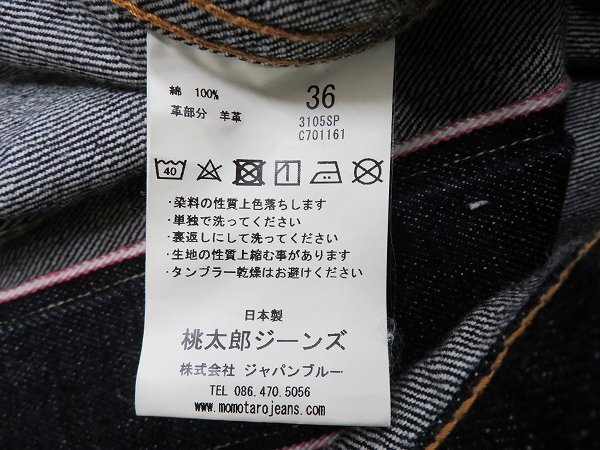 綿 100%
革部分 羊革
36
3105SP
C701161
40
・染料の性質上色落ちします
・単独で洗ってください
・裏返しにして洗ってください
・生地の性質上縮む事があります
・タンブラー乾燥はお避けください
日本製
桃太郎ジーンズ
株式会社 ジャパンブルー
TEL 086.470.5056
www.momotarojeans.com